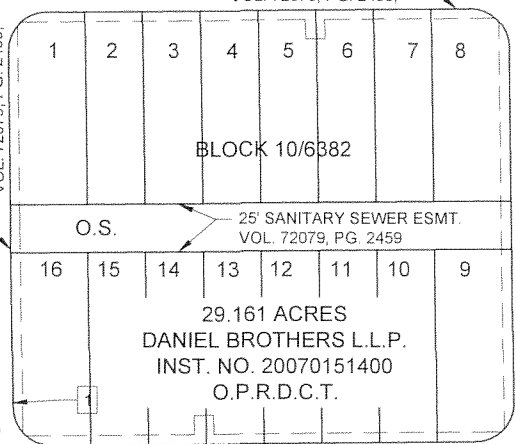 1 2 3 4 5 6 7 8
BLOCK 10/6382
O.S.
25' SANITARY SEWER ESMT.
VOL. 72079, PG. 2459
16 15 14 13 12 11 10 9
29.161 ACRES
DANIEL BROTHERS L.L.P.
INST. NO. 20070151400
O.P.R.D.C.T.
1